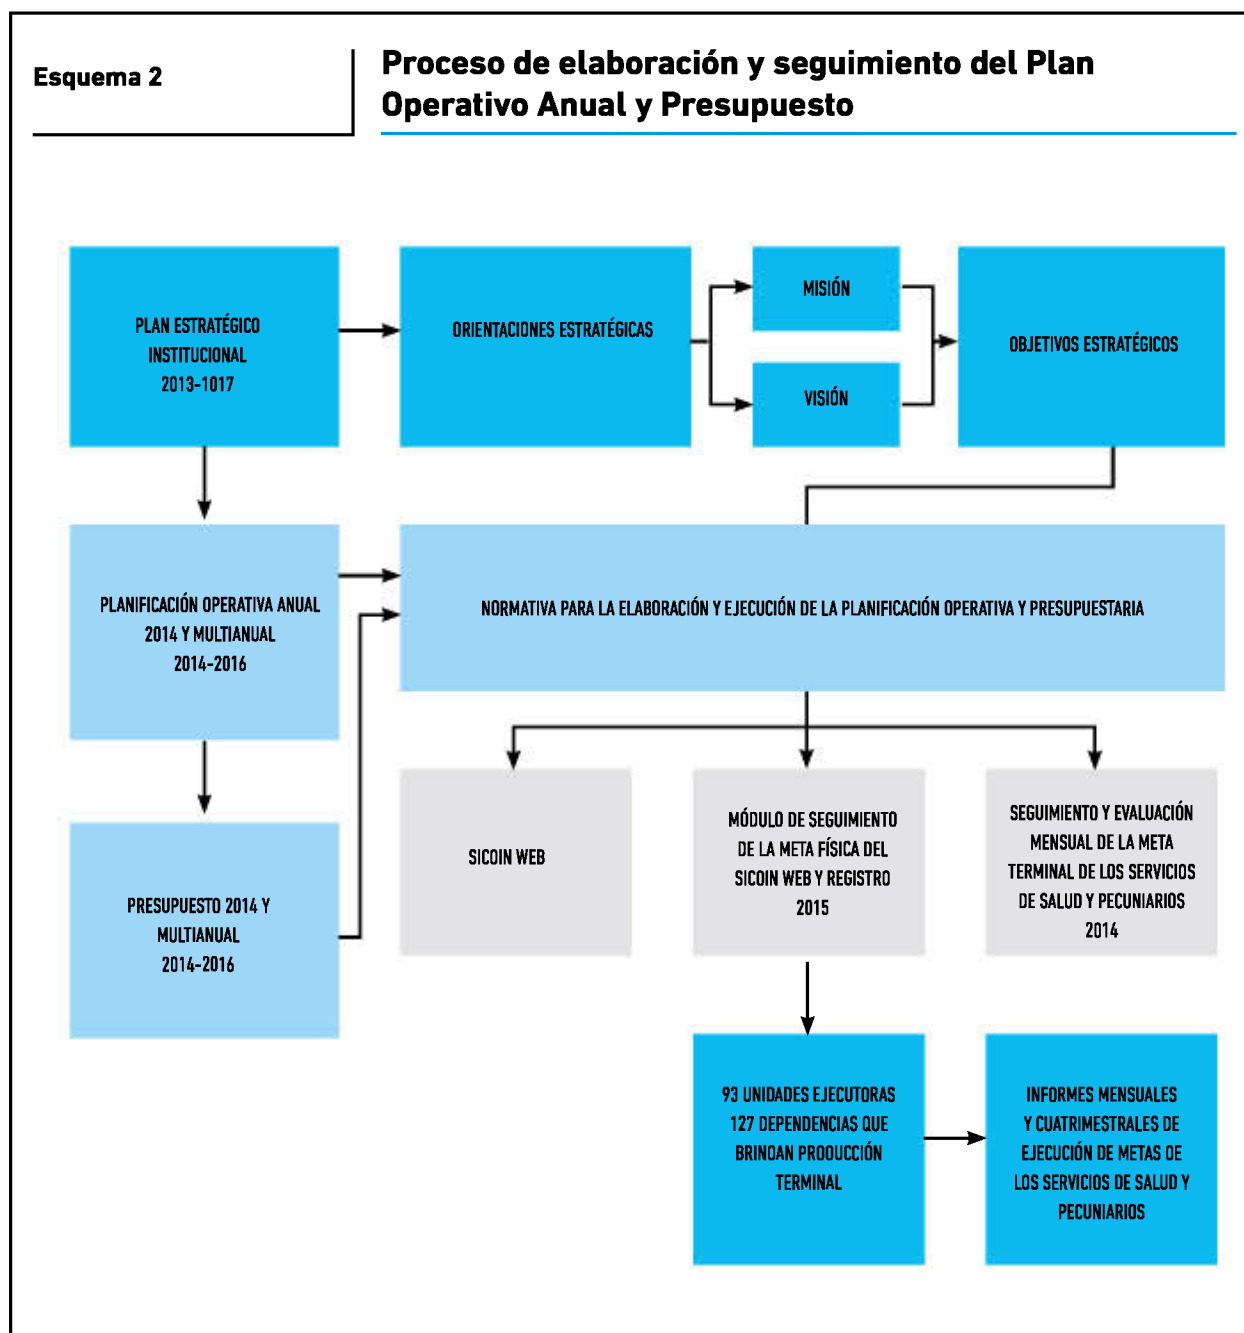 Esquema 2
Proceso de elaboración y seguimiento del Plan
Operativo Anual y Presupuesto
PLAN ESTRATÉGICO
INSTITUCIONAL
2013-1017
ORIENTACIONES ESTRATÉGICAS
MISIÓN
VISIÓN
OBJETIVOS ESTRATÉGICOS
PLANIFICACIÓN OPERATIVA ANUAL
2014 Y MULTIANUAL
2014-2016
NORMATIVA PARA LA ELABORACIÓN Y EJECUCIÓN DE LA PLANIFICACIÓN OPERATIVA Y PRESUPUESTARIA
PRESUPUESTO 2014 Y
MULTIANUAL
2014-2016
SICOIN WEB
MÓDULO DE SEGUIMIENTO
DE LA META FÍSICA DEL
SICOIN WEB Y REGISTRO
2015
SEGUIMIENTO Y EVALUACIÓN
MENSUAL DE LA META
TERMINAL DE LOS SERVICIOS
DE SALUD Y PECUNIARIOS
2014
93 UNIDADES EJECUTORAS
127 DEPENDENCIAS QUE
BRINOAN PROOUCCIÓN
TERMINAL
INFORMES MENSUALES
Y CUATRIMESTRALES DE
EJECUCIÓN DE METAS OE
LOS SERVICIOS DE SALUD Y
PECUNIARIOS